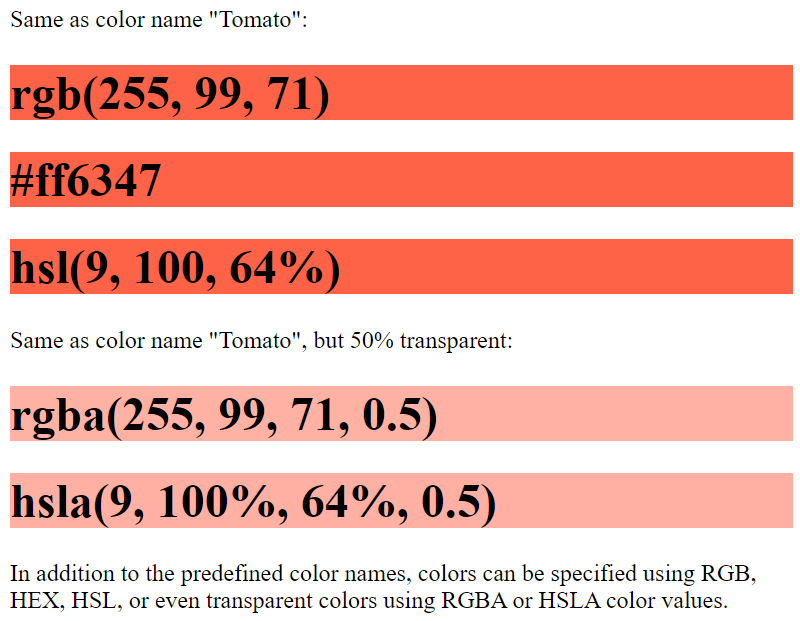 Same as color name "Tomato":
rgb(255, 99, 71)
#ff6347
hsl(9, 100, 64%)
Same as color name "Tomato", but 50% transparent:
rgba(255, 99, 71, 0.5)
hsla(9, 100%, 64%, 0.5)
In addition to the predefined color names, colors can be specified using RGB,
HEX, HSL, or even transparent colors using RGBA or HSLA color values.